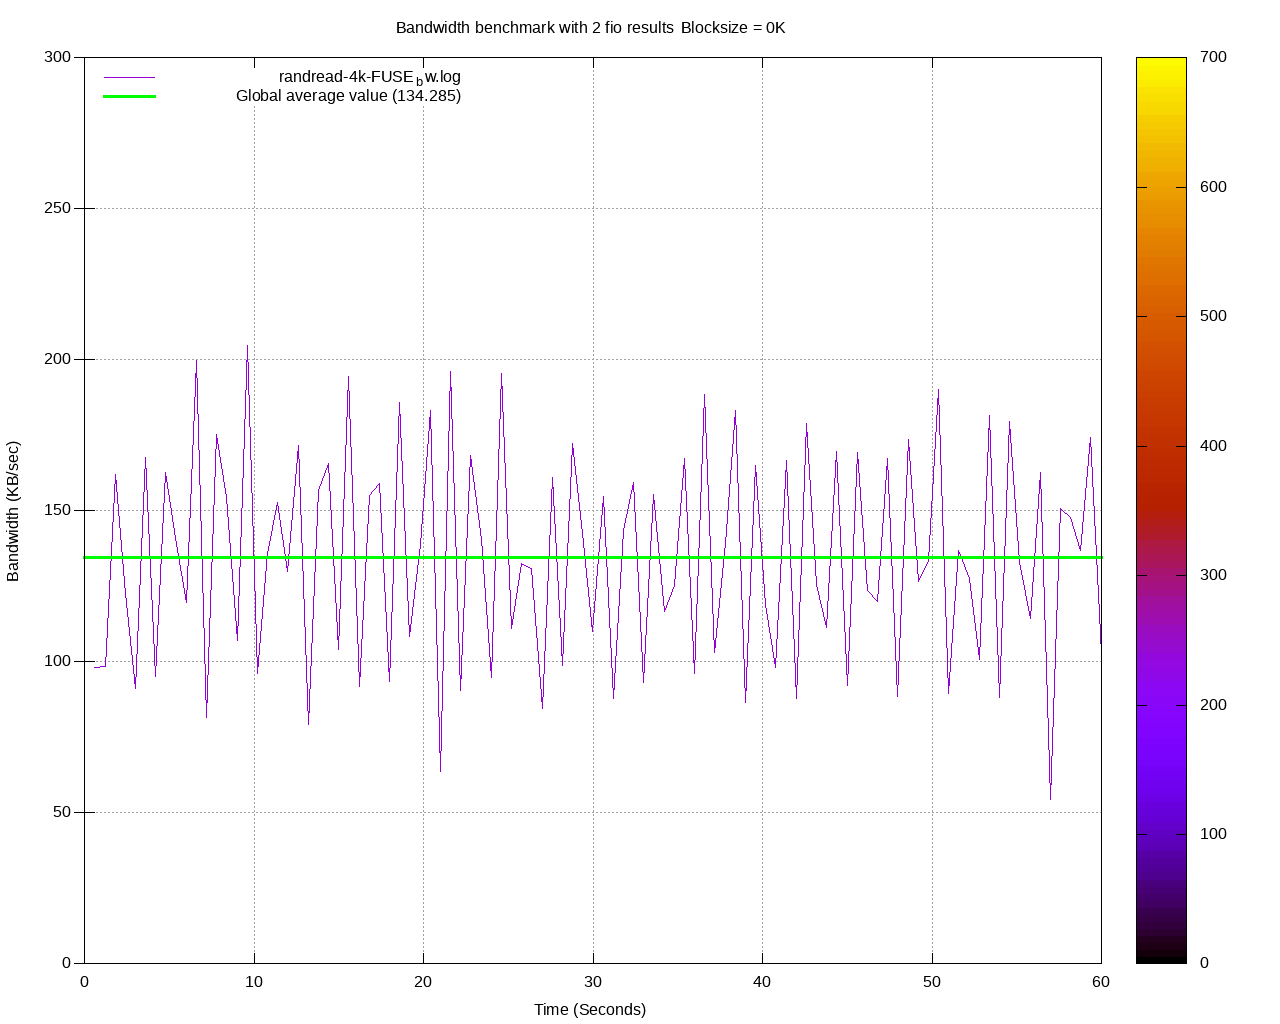 Bandwidth benchmark with 2 fio results Blocksize = 0K
randread-4k-FUSEbw.log
Global average value (134.285)
300
250
200
150
100
50
0
Bandwidth (KB/sec)
0 10 20 30 40 50 60
Time (Seconds)
700
600
500
400
300
200
100
0